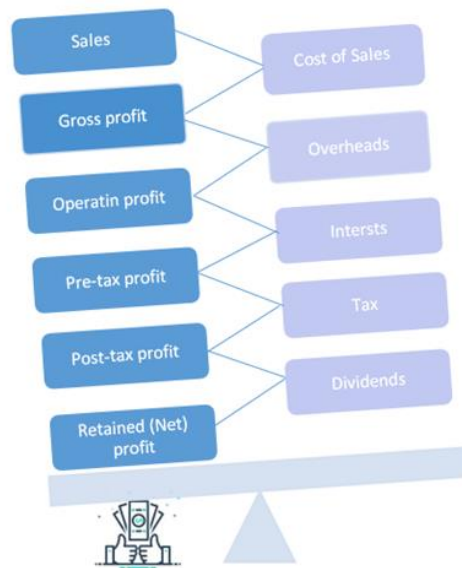 Sales
Cost of Sales
Gross profit
Overheads
Operatin profit
Intersts
Pre-tax profit
Tax
Post-tax profit
Dividends
Retained (Net)
profit